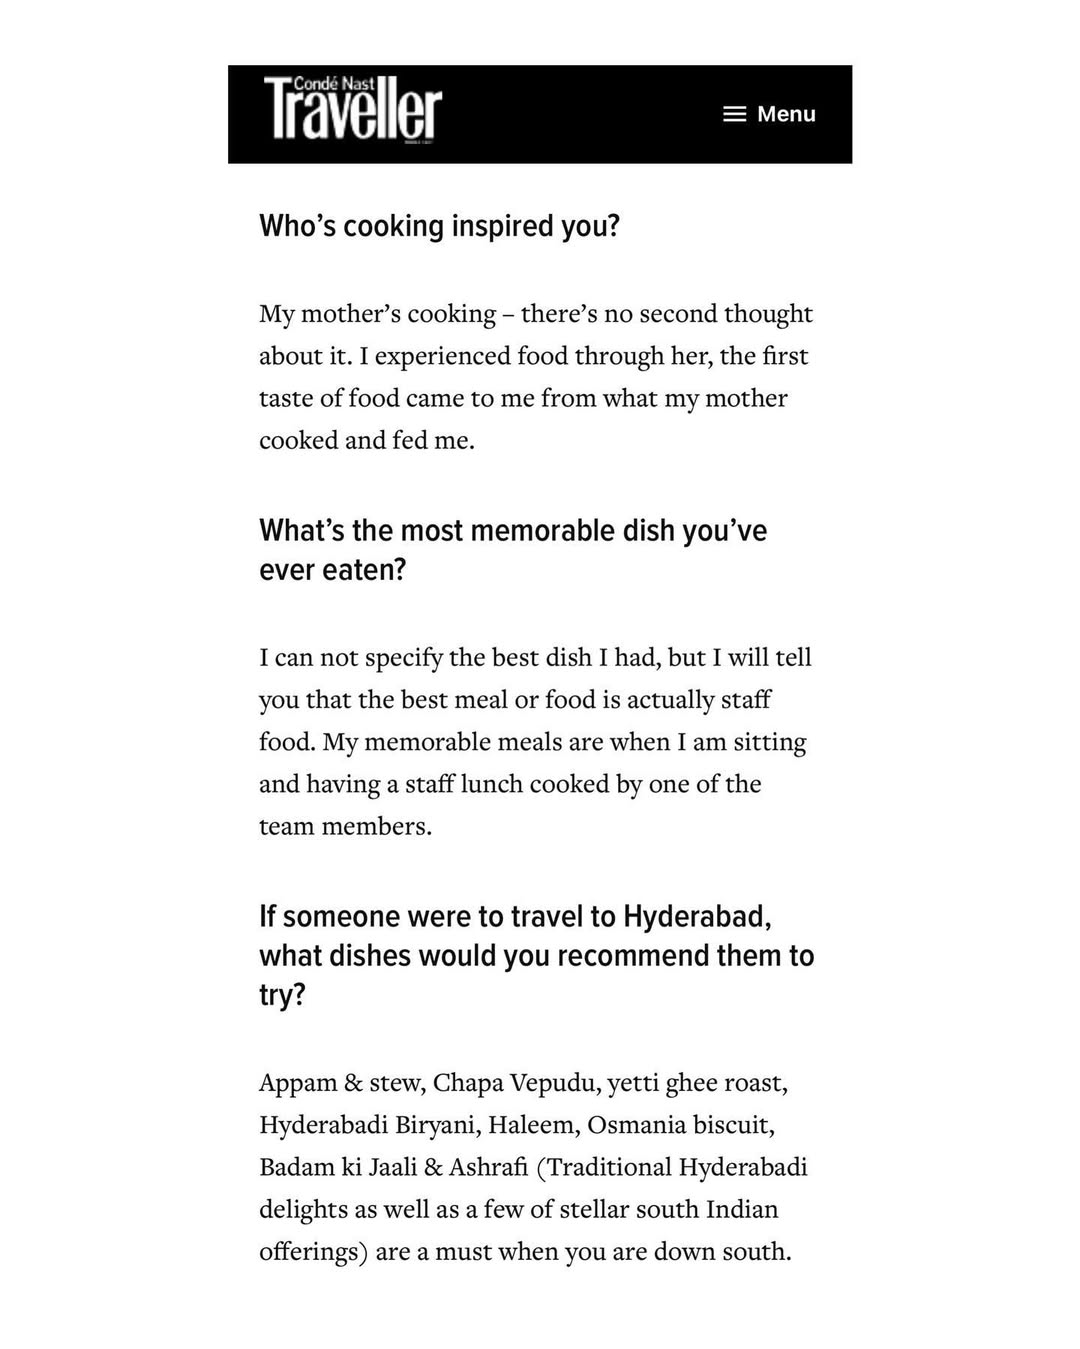 Condé Nast
Traveller
Menu
Who’s cooking inspired you?
My mother’s cooking – there’s no second thought
about it. I experienced food through her, the first
taste of food came to me from what my mother
cooked and fed me.
What’s the most memorable dish you’ve
ever eaten?
I can not specify the best dish I had, but I will tell
you that the best meal or food is actually staff
food. My memorable meals are when I am sitting
and having a staff lunch cooked by one of the
team members.
If someone were to travel to Hyderabad,
what dishes would you recommend them to
try?
Appam & stew, Chapa Vepudu, yetti ghee roast,
Hyderabadi Biryani, Haleem, Osmania biscuit,
Badam ki Jaali & Ashrafi (Traditional Hyderabadi
delights as well as a few of stellar south Indian
offerings) are a must when you are down south.